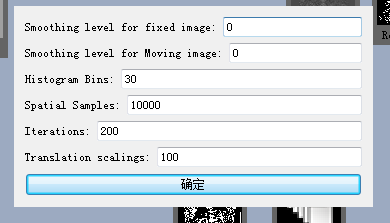 Smoothing level for fixed image: 0
Smoothing level for Moving image: 0
Histogram Bins: 30
Spatial Samples: 10000
Iterations: 200
Translation scalings: 100
确定